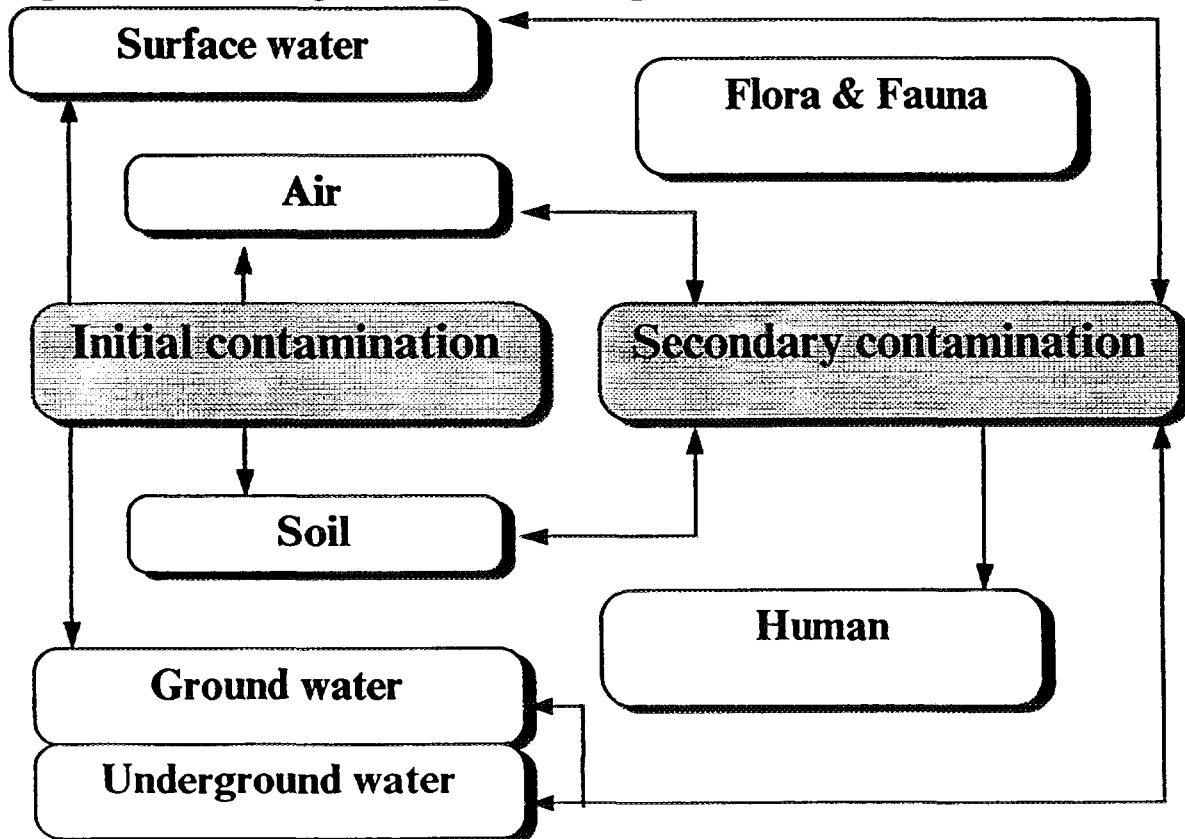 Surface water
Flora & Fauna
Air
Initial contamination
Secondary contamination
Soil
Human
Ground water
Underground water